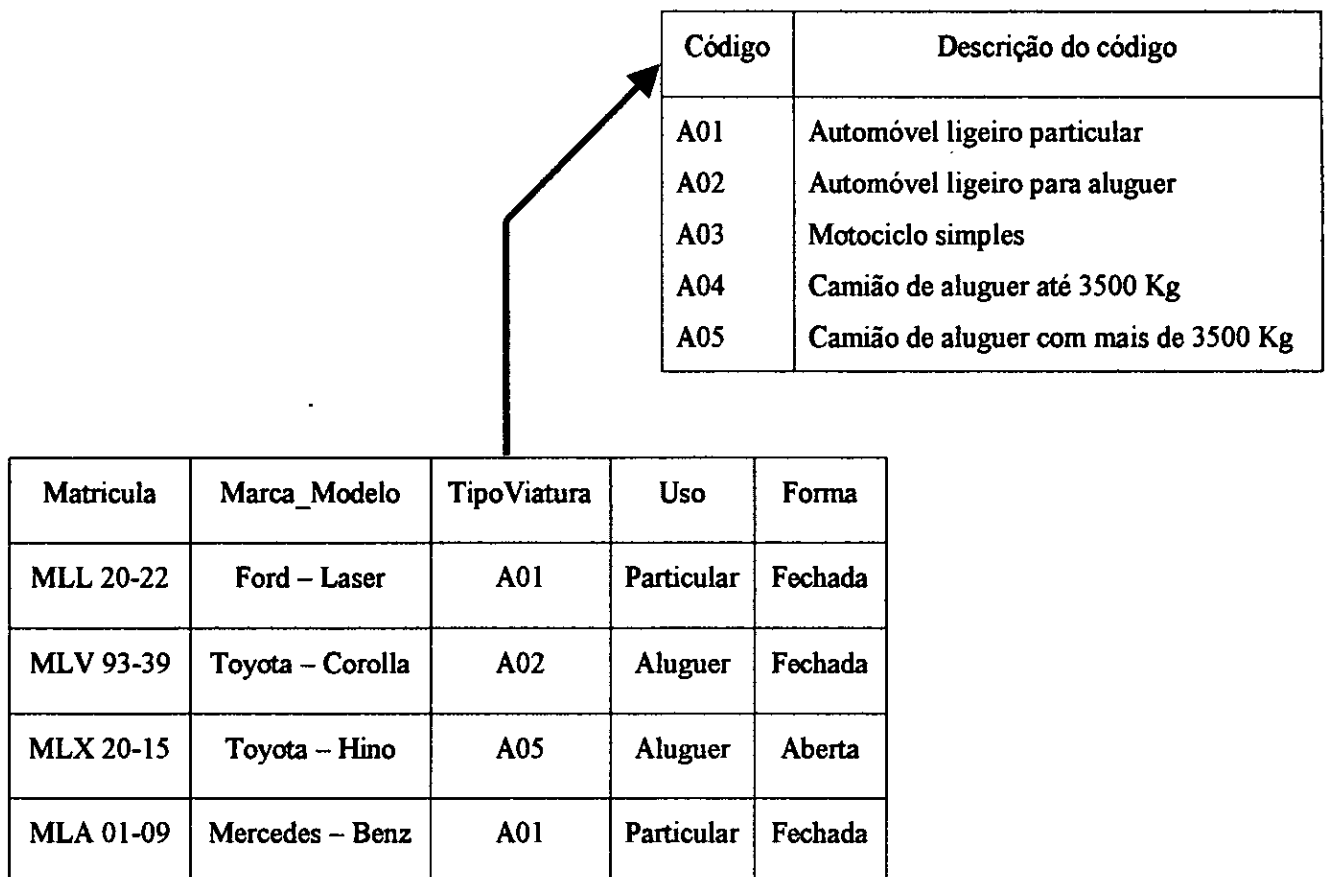 Código Descrição do código
A01 Automóvel ligeiro particular
A02 Automóvel ligeiro para aluguer
A03 Motociclo simples
A04 Camião de aluguer até 3500 Kg
A05 Camião de aluguer com mais de 3500 Kg
Matricula Marca_Modelo TipoViatura Uso Forma
MLL 20-22 Ford – Laser A01 Particular Fechada
MLV 93-39 Toyota – Corolla A02 Aluguer Fechada
MLX 20-15 Toyota – Hino A05 Aluguer Aberta
MLA 01-09 Mercedes – Benz A01 Particular Fechada